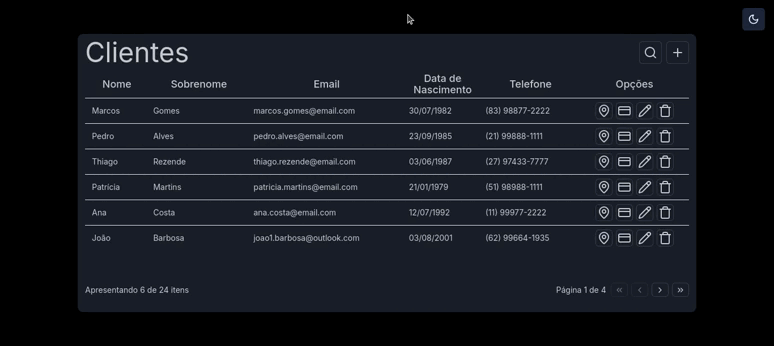 Clientes
Nome Sobrenome Email Data de Nascimento Telefone Opções
Marcos Gomes marcos.gomes@email.com 30/07/1982 (83) 98877-2222
Pedro Alves pedro.alves@email.com 23/09/1985 (21) 99888-1111
Thiago Rezende thiago.rezende@email.com 03/06/1987 (27) 97433-7777
Patrícia Martins patricia.martins@email.com 21/01/1979 (51) 98988-1111
Ana Costa ana.costa@email.com 12/07/1992 (11) 99977-2222
João Barbosa joao1.barbosa@outlook.com 03/08/2001 (62) 99664-1935
Apresentando 6 de 24 itens Página 1 de 4